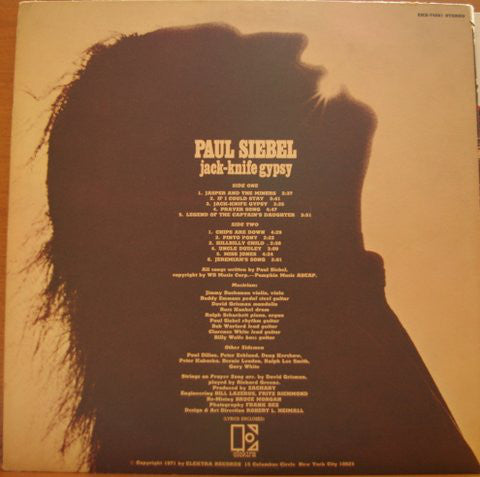 EKS-74081 STEREO
PAUL SIEBEL
jack-knife gypsy
SIDE ONE
1. JASPER AND THE MINERS 2:37
2. IF I COULD STAY 3:41
3. JACK-KNIFE GYPSY 3:25
4. PRAYER SONG 4:47
5. LEGEND OF THE CAPTAIN'S DAUGHTER 3:51
SIDE TWO
1. CHIPS ARE DOWN 4:29
2. PINTO PONY 2:52
3. HILLBILLY CHILD 2:58
4. UNCLE DUDLEY 3:09
5. MISS JONES 4:24
6. JEREMIAH'S SONG 2:51
All songs written by Paul Siebel,
copyright by WB Music Corp.—Pumpkin Music ASCAP.
Musicians:
Jimmy Buchanan violin, viola
Buddy Emmons pedal steel guitar
David Grisman mandolin
Russ Kunkel drum
Ralph Schuckett piano, organ
Paul Siebel rhythm guitar
Bob Warford lead guitar
Clarence White lead guitar
Billy Wolfe bass guitar
Other Sidemen
Paul Dillon, Peter Ecklund, Doug Kershaw,
Peter Kubaska, Bernie Leadon, Ralph Lee Smith,
Gary White
Strings on Prayer Song arr. by David Grisman,
played by Richard Greene.
Produced by ZACHARY
Engineering BILL LAZERUS, FRITZ RICHMOND
Re-Mixing BRUCE MORGAN
Photography FRANK BEZ
Design & Art Direction ROBERT L. HEIMALL
(LYRICS ENCLOSED)
elektra
© Copyright 1971 by ELEKTRA RECORDS 15 Columbus Circle New York City 10023